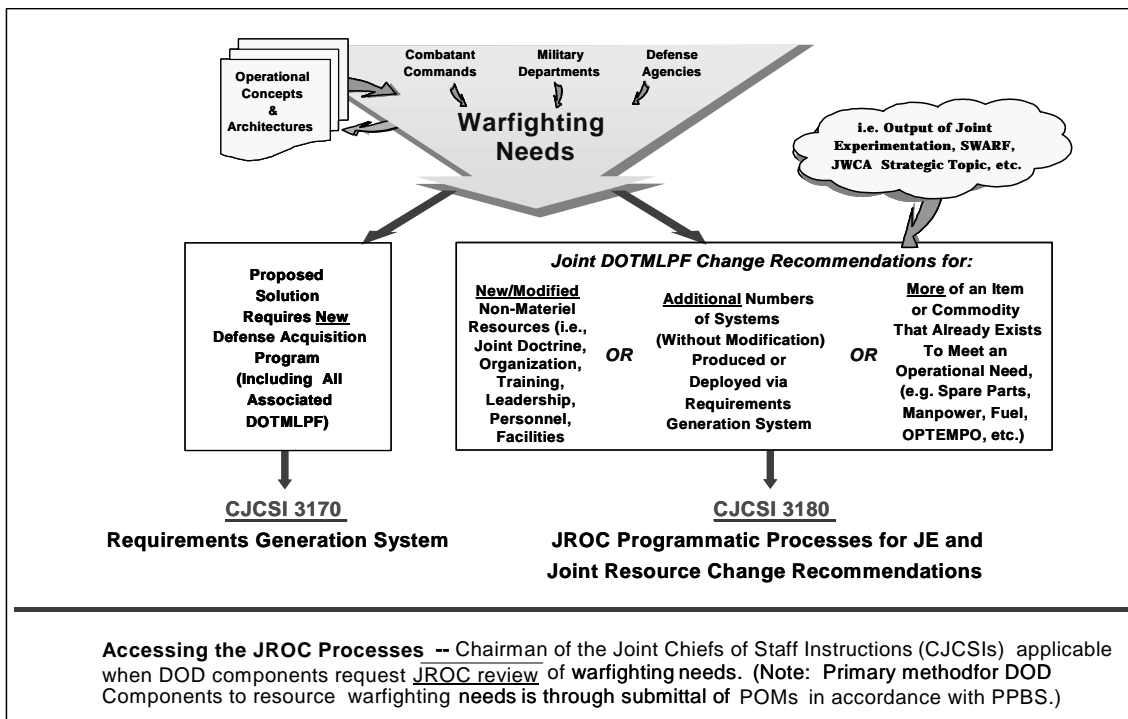 Operational
Concepts
&
Architectures
Combatant
Commands
Military
Departments
Defense
Agencies
Warfighting
Needs
i.e. Output of Joint
Experimentation, SWARF,
JWCA Strategic Topic, etc.
Proposed
Solution
Requires New
Defense Acquisition
Program
(Including All
Associated
DOTMLPF)
Joint DOTMLPF Change Recommendations for:
New/Modified
Non-Materiel
Resources (i.e.,
Joint Doctrine,
Organization,
Training,
Leadership,
Personnel,
Facilities
OR
Additional Numbers
of Systems
(Without Modification)
Produced or
Deployed via
Requirements
Generation System
OR
More of an Item
or Commodity
That Already Exists
To Meet an
Operational Need,
(e.g. Spare Parts,
Manpower, Fuel,
OPTEMPO, etc.)
CJCSI 3170
Requirements Generation System
CJCSI 3180
JROC Programmatic Processes for JE and
Joint Resource Change Recommendations
Accessing the JROC Processes -- Chairman of the Joint Chiefs of Staff Instructions (CJCSIs) applicable
when DOD components request JROC review of warfighting needs. (Note: Primary methodfor DOD
Components to resource warfighting needs is through submittal of POMs in accordance with PPBS.)